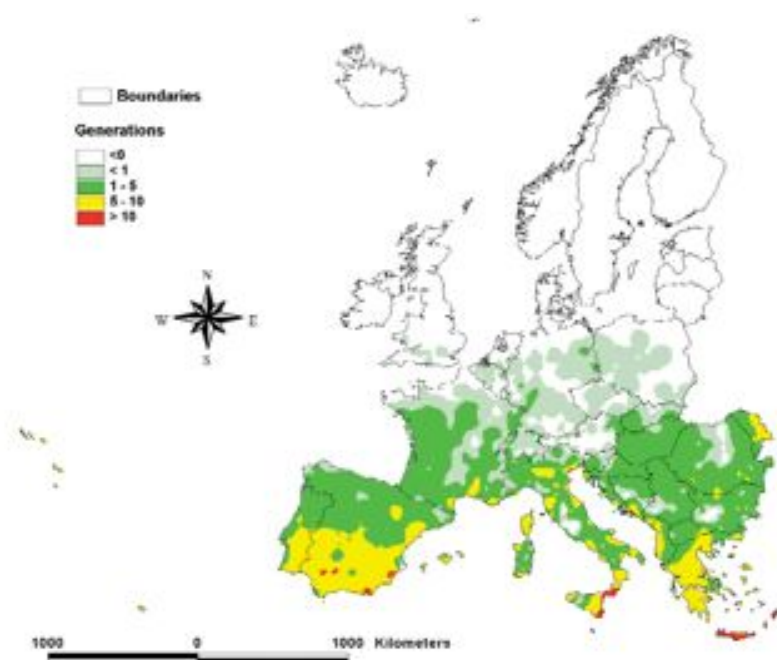 Boundaries
Generations
<0
< 1
1 - 5
5 - 10
> 10
N
W E
S
1000 0 1000 Kilometers